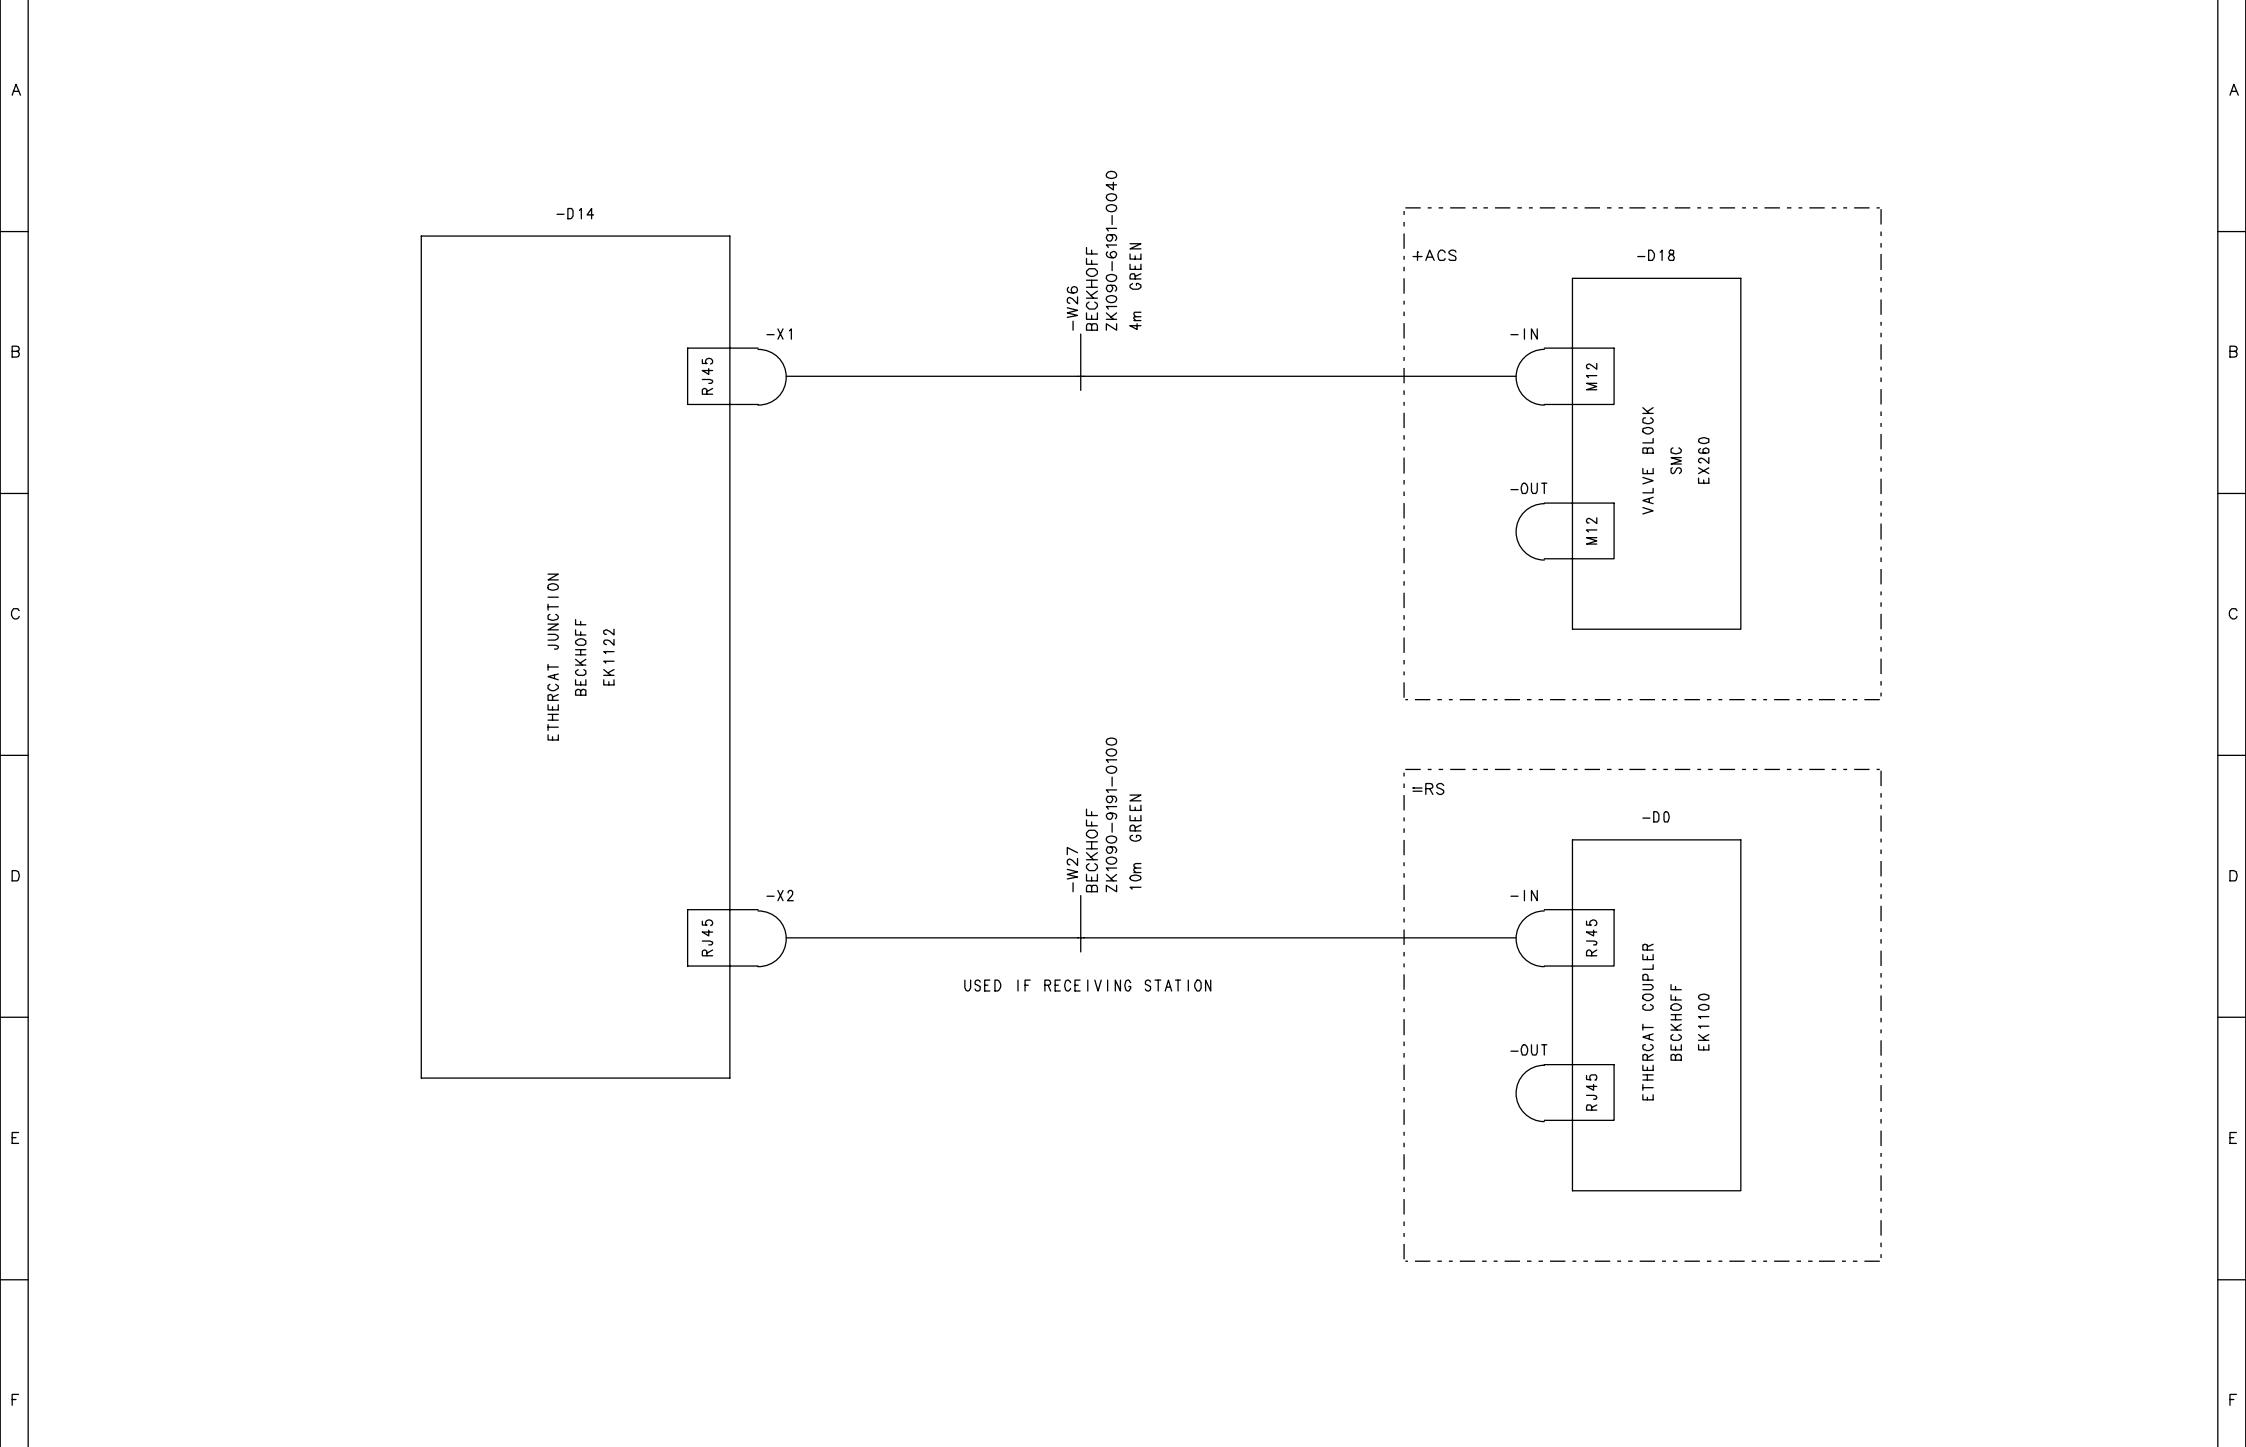 A
A
-D14
-W26
BECKHOFF
ZK1090-6191-0040
4m GREEN
+ACS
-D18
-X1
RJ45
-IN
M12
B
B
VALVE BLOCK
SMC
EX260
-OUT
M12
ETHERCAT JUNCTION
BECKHOFF
EK1122
C
C
-W27
BECKHOFF
ZK1090-9191-0100
10m GREEN
=RS
-D0
D
D
-X2
RJ45
-IN
RJ45
USED IF RECEIVING STATION
ETHERCAT COUPLER
BECKHOFF
EK1100
-OUT
RJ45
E
E
F
F